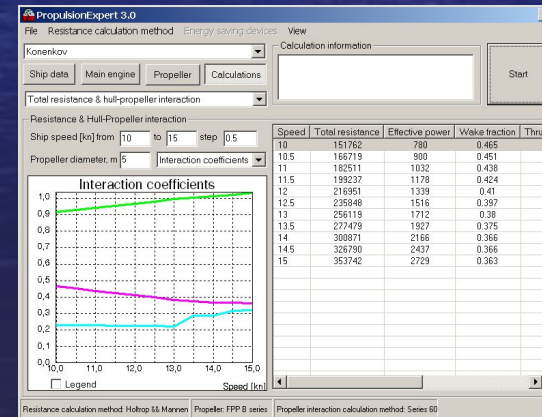 PropulsionExpert 3.0
File Resistance calculation method Energy saving devices View
Konenkov
Calculation information
Ship data Main engine Propeller Calculations
Start
Total resistance & hull-propeller interaction
Resistance & Hull-Propeller interaction
Ship speed [kn] from 10 to 15 step 0.5
Propeller diameter, m 5 Interaction coefficients
Speed Total resistance Effective power Wake fraction Thru
10 151762 780 0.465
10.5 166719 900 0.451
11 182511 1032 0.438
11.5 199237 1178 0.424
12 216951 1339 0.41
12.5 235848 1516 0.397
13 256119 1712 0.38
13.5 277479 1927 0.375
14 300871 2166 0.366
14.5 326790 2437 0.366
15 353742 2729 0.363
Interaction coefficients
1,0
0,9
0,8
0,7
0,6
0,5
0,4
0,3
0,2
0,1
0,0
10,0 11,0 12,0 13,0 14,0 15,0
Legend Speed [kn]
Resistance calculation method: Holtrop && Mannen Propeller: FPP B series Propeller interaction calculation method: Series 60